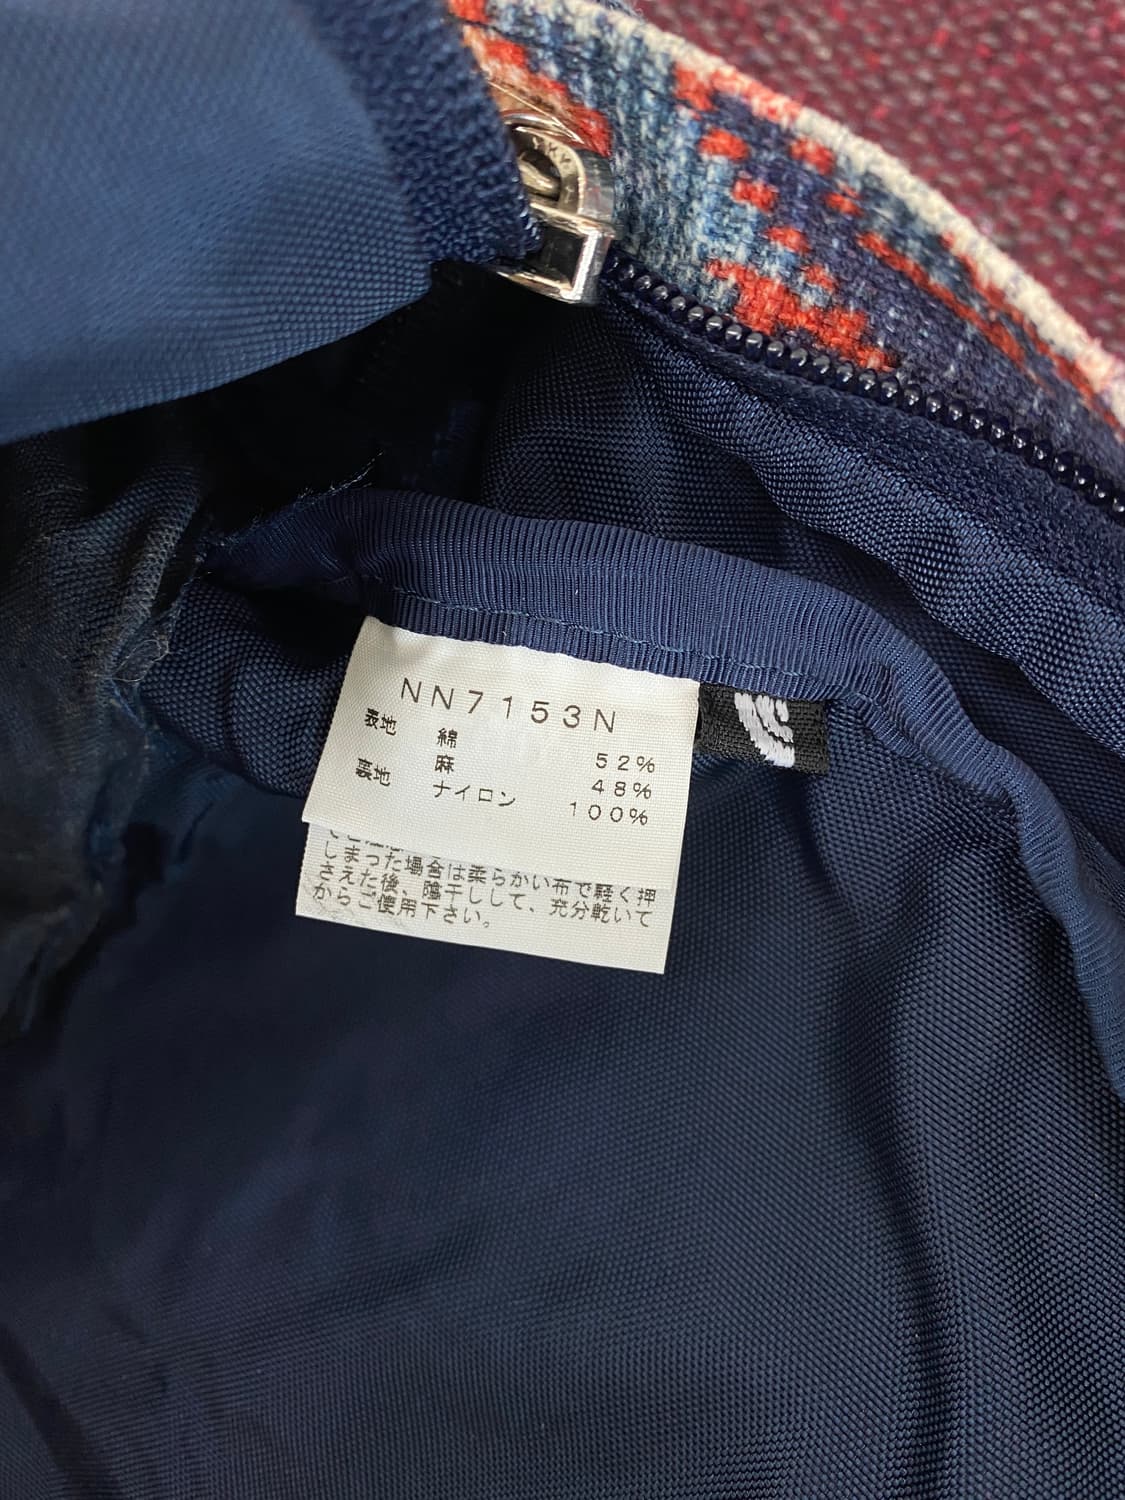 NN7153N
表地 綿 52%
麻 48%
裏地 ナイロン 100%
しまった場合は柔らかい布で軽く押
さえた後、陰干しして、充分乾いて
からご使用下さい。